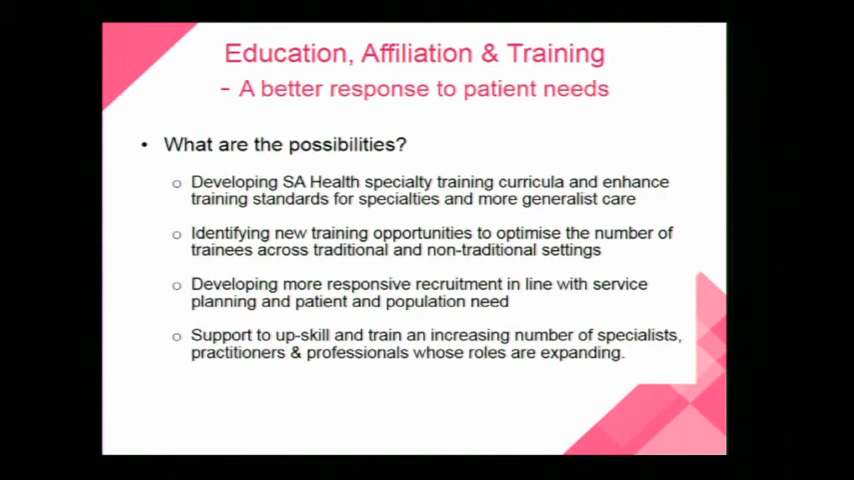 Education, Affiliation & Training
- A better response to patient needs
• What are the possibilities?
o Developing SA Health specialty training curricula and enhance
training standards for specialties and more generalist care
o Identifying new training opportunities to optimise the number of
trainees across traditional and non-traditional settings
o Developing more responsive recruitment in line with service
planning and patient and population need
o Support to up-skill and train an increasing number of specialists,
practitioners & professionals whose roles are expanding.